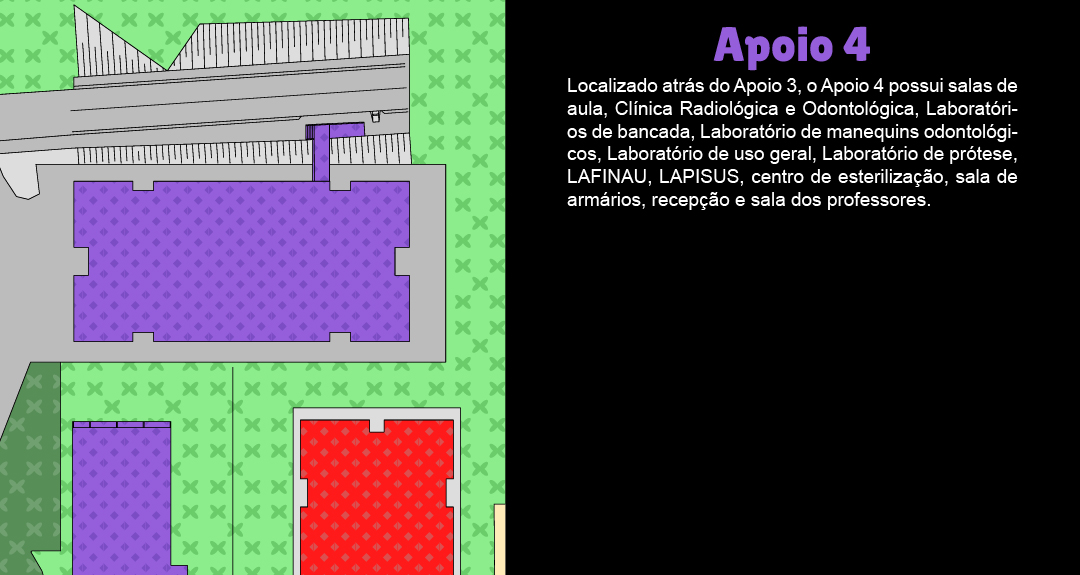 Apoio 4
Localizado atrás do Apoio 3, o Apoio 4 possui salas de
aula, Clínica Radiológica e Odontológica, Laboratóri-
os de bancada, Laboratório de manequins odontológi-
cos, Laboratório de uso geral, Laboratório de prótese,
LAFINAU, LAPISUS, centro de esterilização, sala de
armários, recepção e sala dos professores.